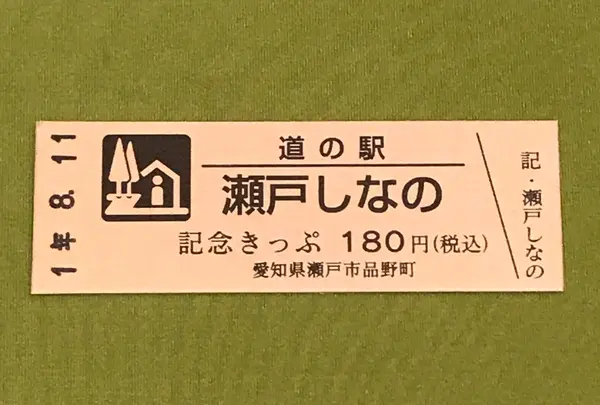 1年 8.11
道の駅
瀬戸しなの
記念きっぷ 180円(税込)
愛知県瀬戸市品野町
記・瀬戸しなの